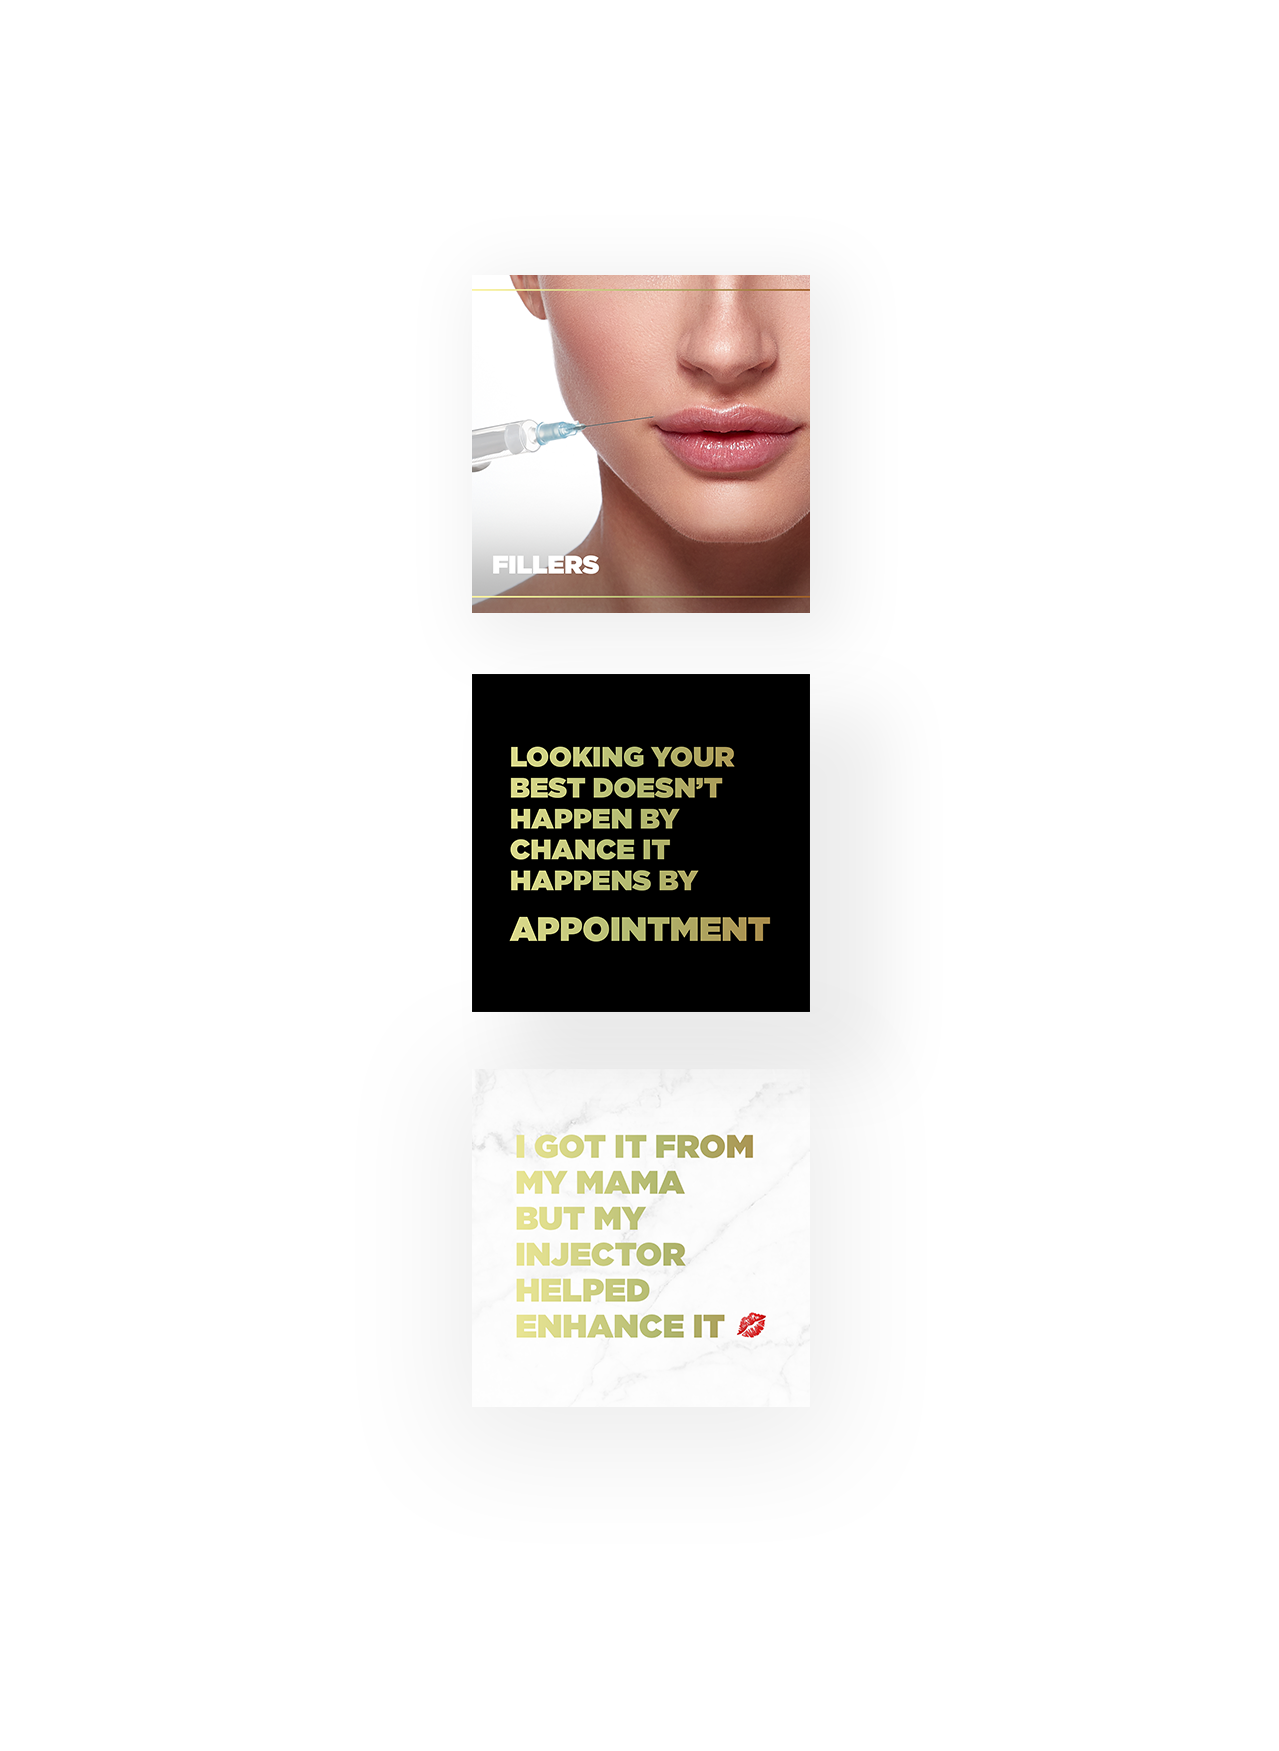 FILLERS
LOOKING YOUR
BEST DOESN’T
HAPPEN BY
CHANCE IT
HAPPENS BY
APPOINTMENT
I GOT IT FROM
MY MAMA
BUT MY
INJECTOR
HELPED
ENHANCE IT